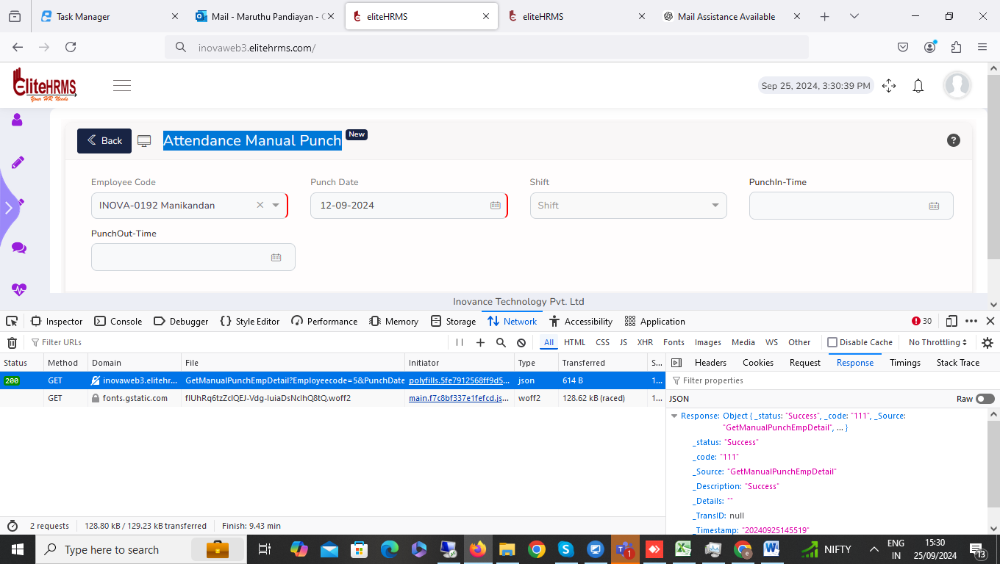 Task Manager
Mail - Maruthu Pandiayan - O
eliteHRMS
eliteHRMS
Mail Assistance Available
inovaweb3.elitehrms.com/
EliteHRMS
Your HR Needs
Sep 25, 2024, 3:30:39 PM
Back
Attendance Manual Punch
New
?
Employee Code
Punch Date
Shift
PunchIn-Time
INOVA-0192 Manikandan
12-09-2024
Shift
PunchOut-Time
Inovance Technology Pvt. Ltd
Inspector
Console
Debugger
Style Editor
Performance
Memory
Storage
Network
Accessibility
Application
30
Filter URLs
All
HTML
CSS
JS
XHR
Fonts
Images
Media
WS
Other
Disable Cache
No Throttling
Status
Method
Domain
File
Initiator
Type
Transferred
S...
Headers
Cookies
Request
Response
Timings
Stack Trace
200
GET
inovaweb3.elitehr...
GetManualPunchEmpDetail?Employeecode=5&PunchDate
polyfills.5fe7912568ff9d5...
json
614 B
1...
Filter properties
GET
fonts.gstatic.com
main.f7c8bf337e1fefcd.js...
woff2
128.62 kB (raced)
1...
JSON
Raw
Response: Object { _status: "Success", _code: "111", _Source:
"GetManualPunchEmpDetail", ... }
_status: "Success"
_code: "111"
_Source: "GetManualPunchEmpDetail"
_Description: "Success"
_Details: ""
_TransID: null
_Timestamp: "20240925145519"
2 requests
128.80 kB / 129.23 kB transferred
Finish: 9.43 min
Type here to search
1
NIFTY
ENG
IN
15:30
25/09/2024
13